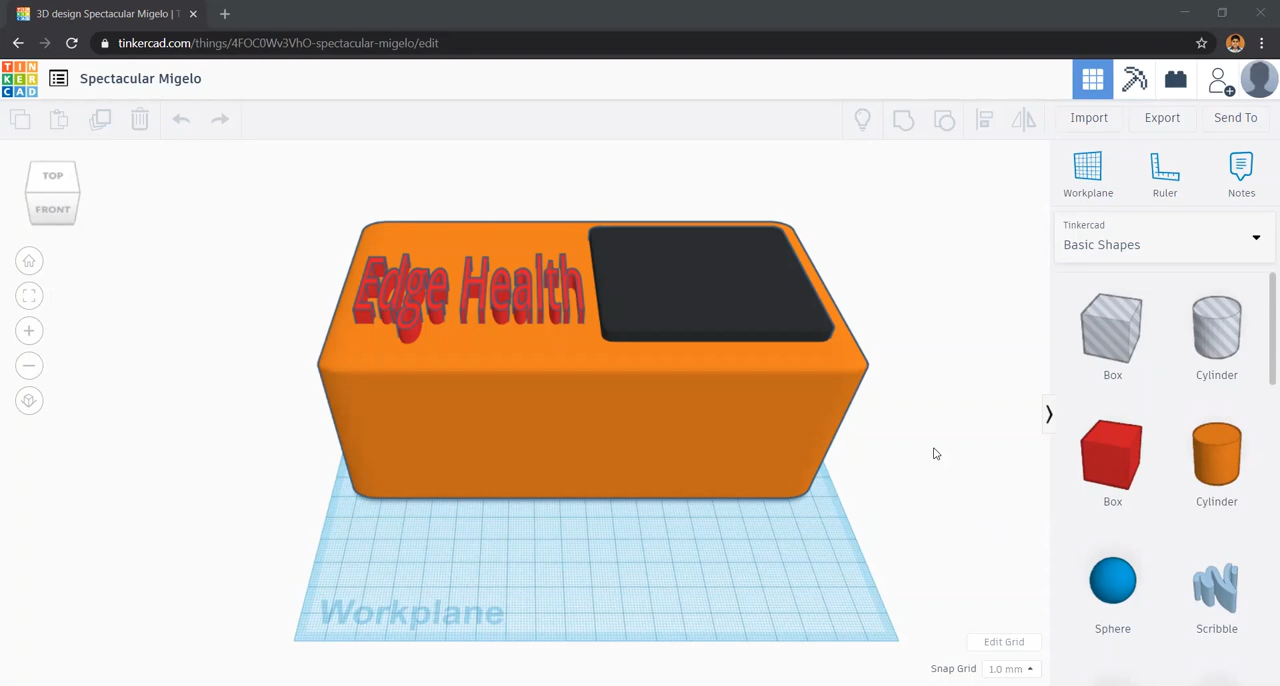 3D design Spectacular Migelo | T
tinkercad.com/things/4FOC0Wv3VhO-spectacular-migelo/edit
TIN
KER
CAD
Spectacular Migelo
Import
Export
Send To
TOP
FRONT
Workplane
Ruler
Notes
Tinkercad
Basic Shapes
Edge Health
Box
Cylinder
Box
Cylinder
Sphere
Scribble
Workplane
Edit Grid
Snap Grid
1.0 mm